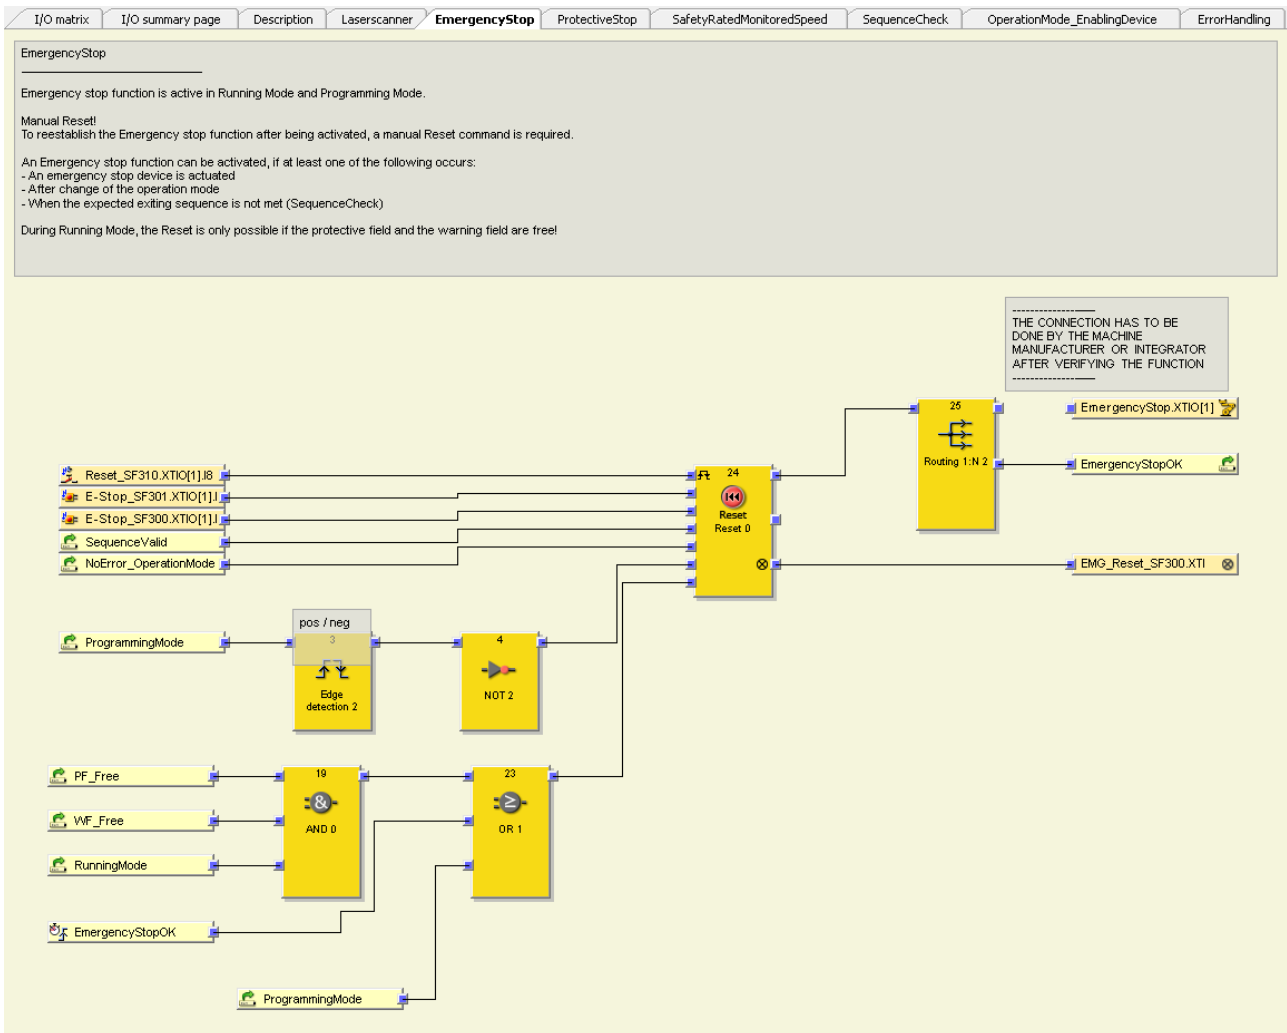 I/O matrix
I/O summary page
Description
Laserscanner
EmergencyStop
ProtectiveStop
SafetyRatedMonitoredSpeed
SequenceCheck
OperationMode_EnablingDevice
ErrorHandling
EmergencyStop
Emergency stop function is active in Running Mode and Programming Mode.
Manual Reset!
To reestablish the Emergency stop function after being activated, a manual Reset command is required.
An Emergency stop function can be activated, if at least one of the following occurs:
- An emergency stop device is actuated
- After change of the operation mode
- When the expected exiting sequence is not met (SequenceCheck)
During Running Mode, the Reset is only possible if the protective field and the warning field are free!
THE CONNECTION HAS TO BE
DONE BY THE MACHINE
MANUFACTURER OR INTEGRATOR
AFTER VERIFYING THE FUNCTION
25
Routing 1:N 2
EmergencyStop.XTIO[1]
EmergencyStopOK
Reset_SF310.XTIO[1].I8
E-Stop_SF301.XTIO[1].I
E-Stop_SF300.XTIO[1].I
SequenceValid
NoError_OperationMode
24
Reset
Reset 0
EMG_Reset_SF300.XTI
ProgrammingMode
pos / neg
3
Edge
detection 2
4
NOT 2
PF_Free
WF_Free
RunningMode
19
&
AND 0
23
≥
OR 1
EmergencyStopOK
ProgrammingMode